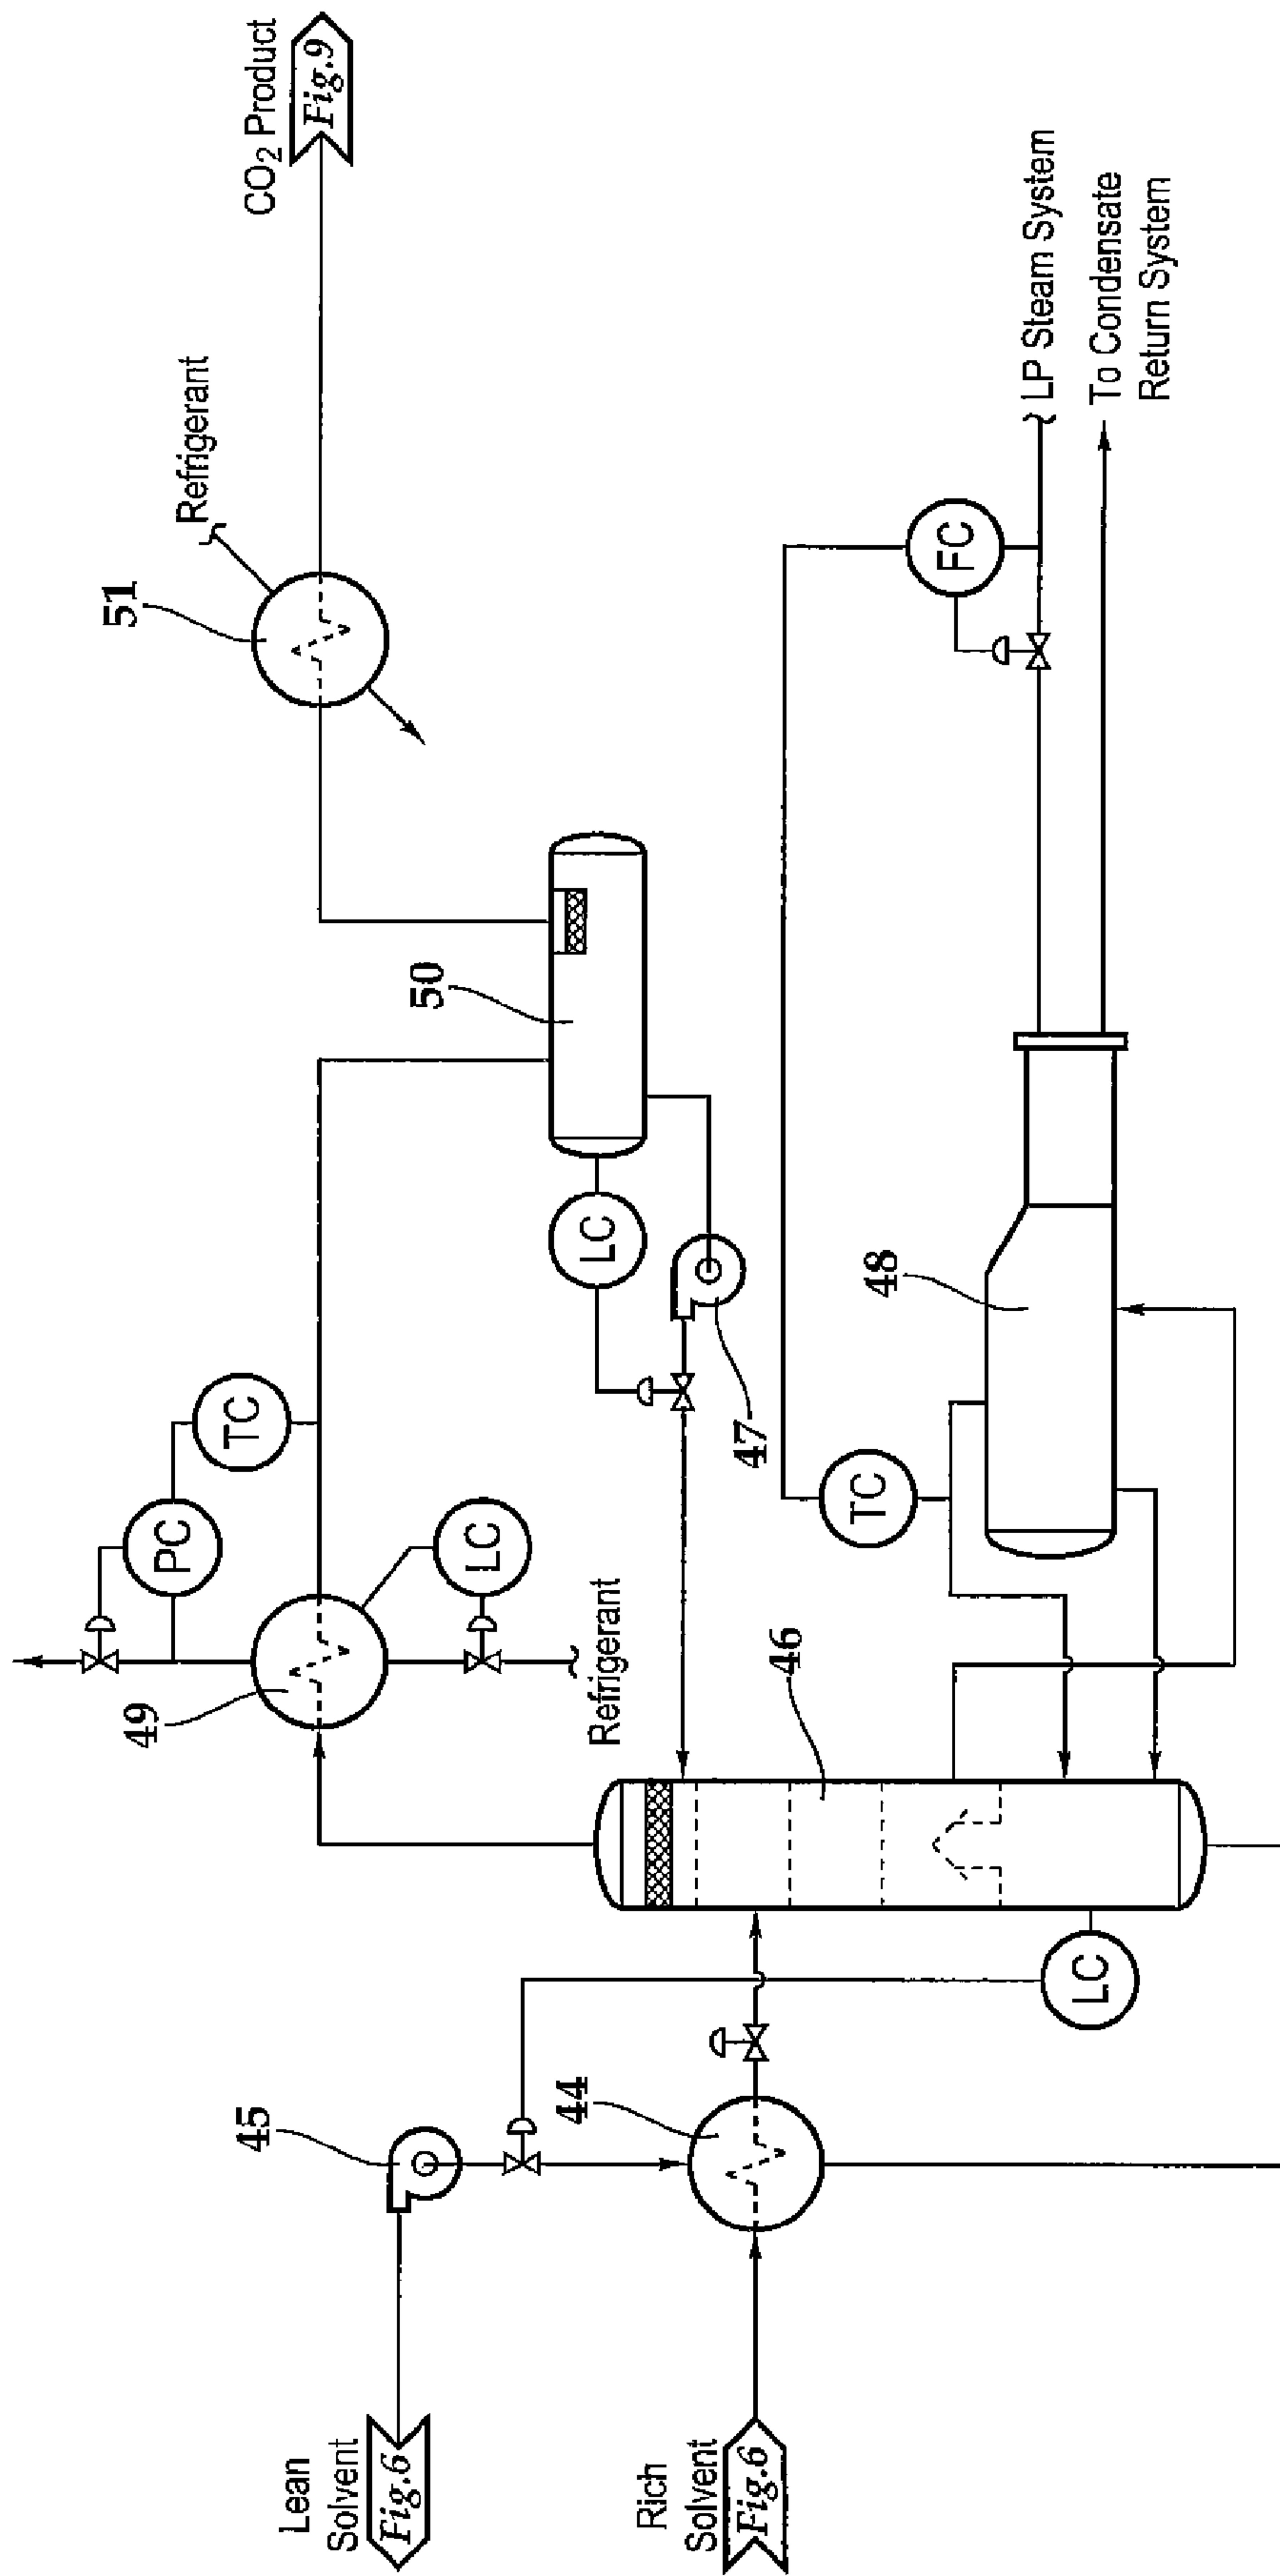 CO₂ Product
Fig.9
Refrigerant
51
50
TC
PC
49
LC
Refrigerant
LC
47
46
TC
48
FC
LP Steam System
To Condensate
Return System
45
44
LC
Lean
Solvent
Fig.6
Rich
Solvent
Fig.6